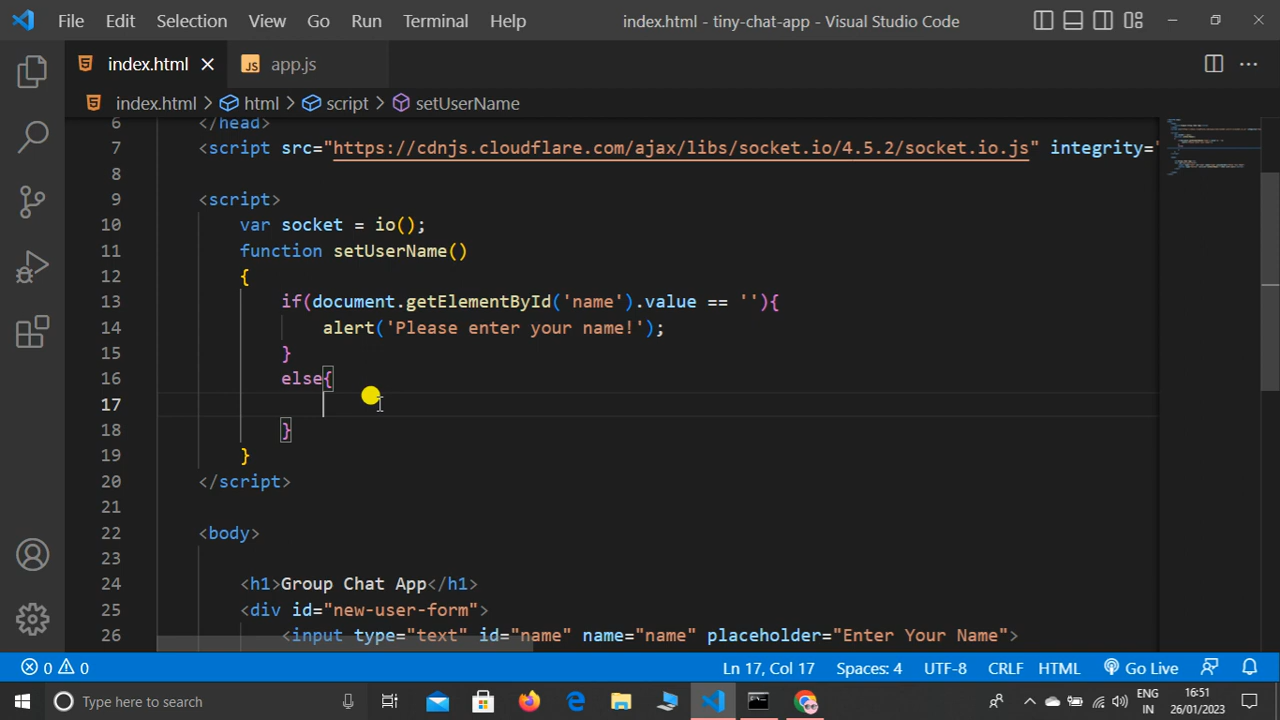 File Edit Selection View Go Run Terminal Help index.html - tiny-chat-app - Visual Studio Code
index.html app.js
index.html > html > script > setUserName
6 </head>
7 <script src="https://cdnjs.cloudflare.com/ajax/libs/socket.io/4.5.2/socket.io.js" integrity="
8
9 <script>
10 var socket = io();
11 function setUserName()
12 {
13 if(document.getElementById('name').value == ''){
14 alert('Please enter your name!');
15 }
16 else{
17
18 }
19 }
20 </script>
21
22 <body>
23
24 <h1>Group Chat App</h1>
25 <div id="new-user-form">
26 <input type="text" id="name" name="name" placeholder="Enter Your Name">
0 0 Ln 17, Col 17 Spaces: 4 UTF-8 CRLF HTML Go Live
Type here to search ENG 16:51
IN 26/01/2023